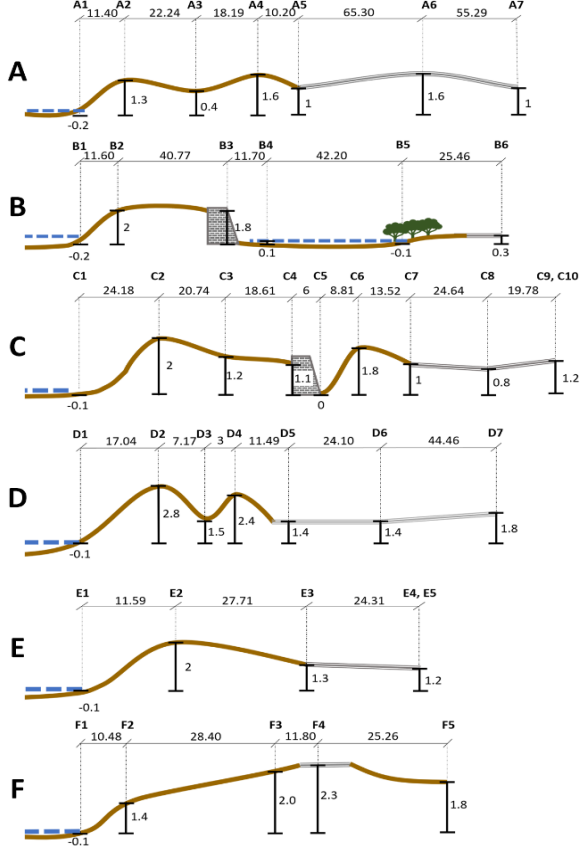 A1 A2 A3 A4 A5 A6 A7
11.40 22.24 18.19 10.20 65.30 55.29
A
-0.2 1.3 0.4 1.6 1 1.6 1
B1 B2 B3 B4 B5 B6
11.60 40.77 11.70 42.20 25.46
B
-0.2 2 1.8 0.1 -0.1 0.3
C1 C2 C3 C4 C5 C6 C7 C8 C9, C10
24.18 20.74 18.61 6 8.81 13.52 24.64 19.78
C
-0.1 2 1.2 1.1 0 1.8 1 0.8 1.2
D1 D2 D3 D4 D5 D6 D7
17.04 7.17 3 11.49 24.10 44.46
D
-0.1 2.8 1.5 2.4 1.4 1.4 1.8
E1 E2 E3 E4, E5
11.59 27.71 24.31
E
-0.1 2 1.3 1.2
F1 F2 F3 F4 F5
10.48 28.40 11.80 25.26
F
-0.1 1.4 2.0 2.3 1.8